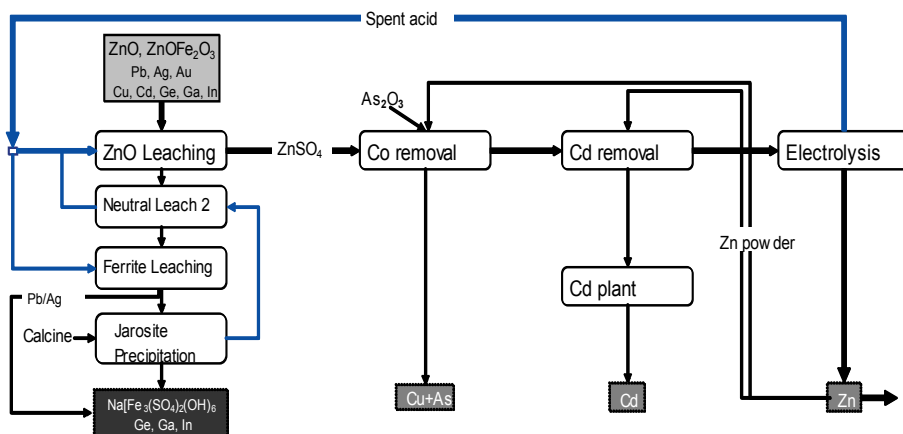 Spent acid
ZnO, ZnOFe₂O₃
Pb, Ag, Au
Cu, Cd, Ge, Ga, In
As₂O₃
ZnO Leaching
ZnSO₄
Co removal
Cd removal
Electrolysis
Neutral Leach 2
Zn powder
Ferrite Leaching
Cd plant
Pb/Ag
Calcine
Jarosite
Precipitation
Na[Fe₃(SO₄)₂(OH)₆
Ge, Ga, In
Cu+As
Cd
Zn